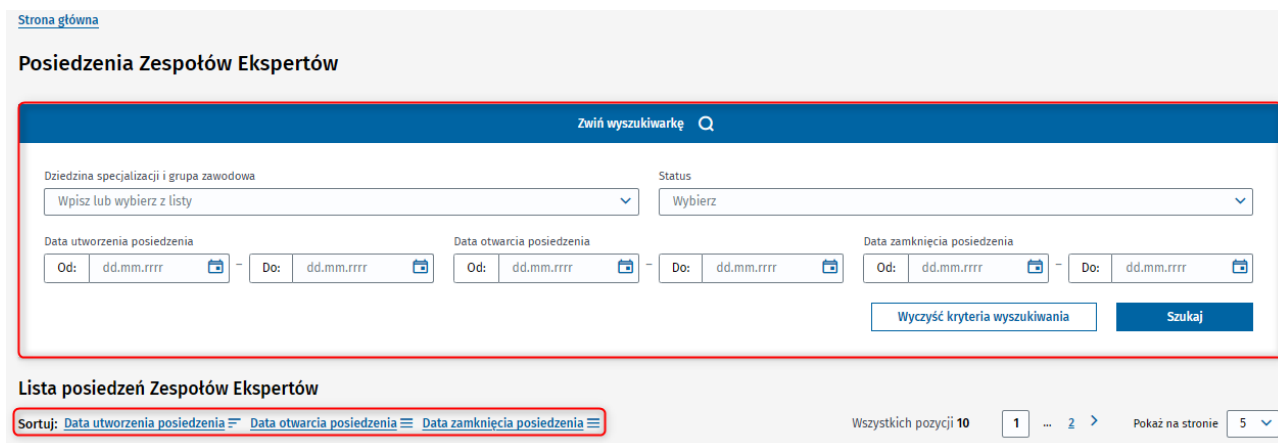 Strona główna
Posiedzenia Zespołów Ekspertów
Zwiń wyszukiwarkę
Dziedzina specjalizacji i grupa zawodowa Status
Wpisz lub wybierz z listy Wybierz
Data utworzenia posiedzenia Data otwarcia posiedzenia Data zamknięcia posiedzenia
Od: dd.mm.rrrr – Do: dd.mm.rrrr Od: dd.mm.rrrr – Do: dd.mm.rrrr Od: dd.mm.rrrr – Do: dd.mm.rrrr
Wyczyść kryteria wyszukiwania Szukaj
Lista posiedzeń Zespołów Ekspertów
Sortuj: Data utworzenia posiedzenia Data otwarcia posiedzenia Data zamknięcia posiedzenia Wszystkich pozycji 10 1 ... 2 > Pokaż na stronie 5